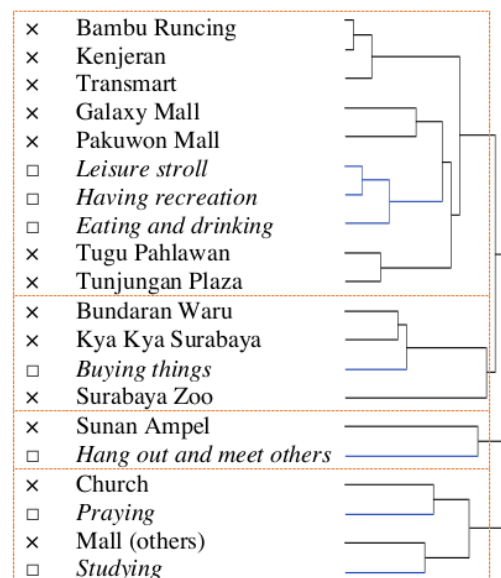 × Bambu Runcing
× Kenjeran
× Transmart
× Galaxy Mall
× Pakuwon Mall
□ Leisure stroll
□ Having recreation
□ Eating and drinking
× Tugu Pahlawan
× Tunjungan Plaza
× Bundaran Waru
× Kya Kya Surabaya
□ Buying things
× Surabaya Zoo
× Sunan Ampel
□ Hang out and meet others
× Church
□ Praying
× Mall (others)
□ Studying